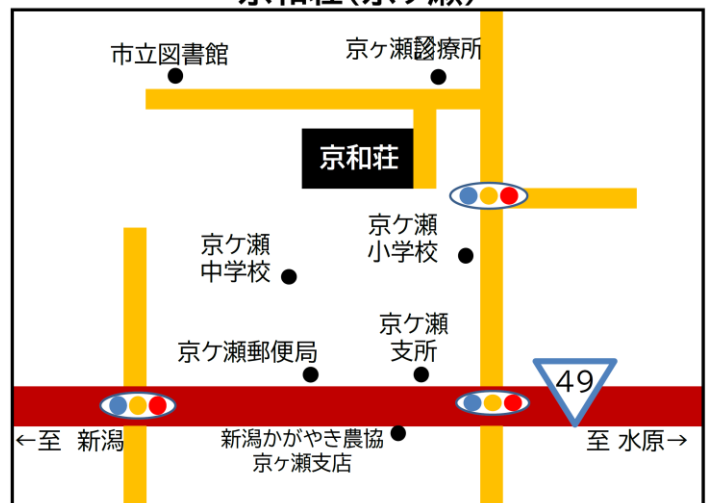 市立図書館
京ヶ瀬診療所
京和荘
京ケ瀬
小学校
京ケ瀬
中学校
京ケ瀬
支所
京ケ瀬郵便局
49
←至 新潟
新潟かがやき農協
京ヶ瀬支店
至 水原→